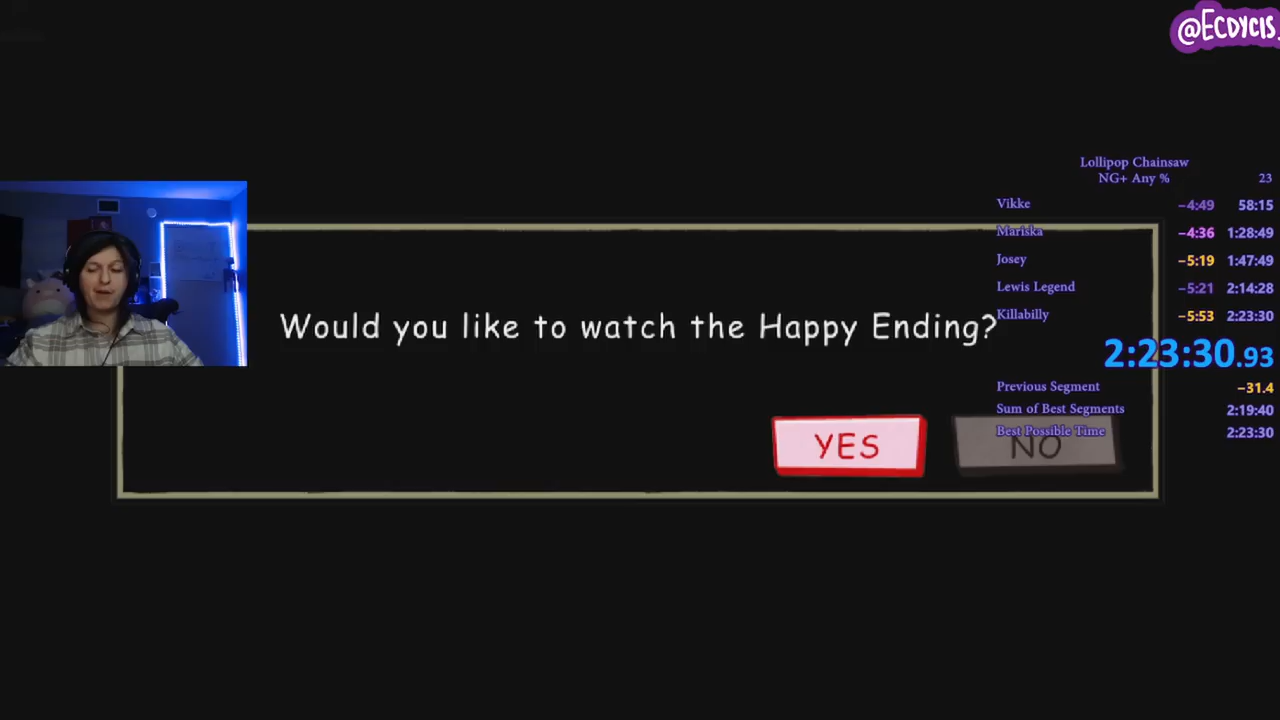 @ECDYCIS_
Lollipop Chainsaw
NG+ Any % 23
Vikke -4:49 58:15
Mariska -4:36 1:28:49
Josey -5:19 1:47:49
Lewis Legend -5:21 2:14:28
Killabilly -5:53 2:23:30
2:23:30.93
Previous Segment -31.4
Sum of Best Segments 2:19:40
Best Possible Time 2:23:30
Would you like to watch the Happy Ending?
YES NO